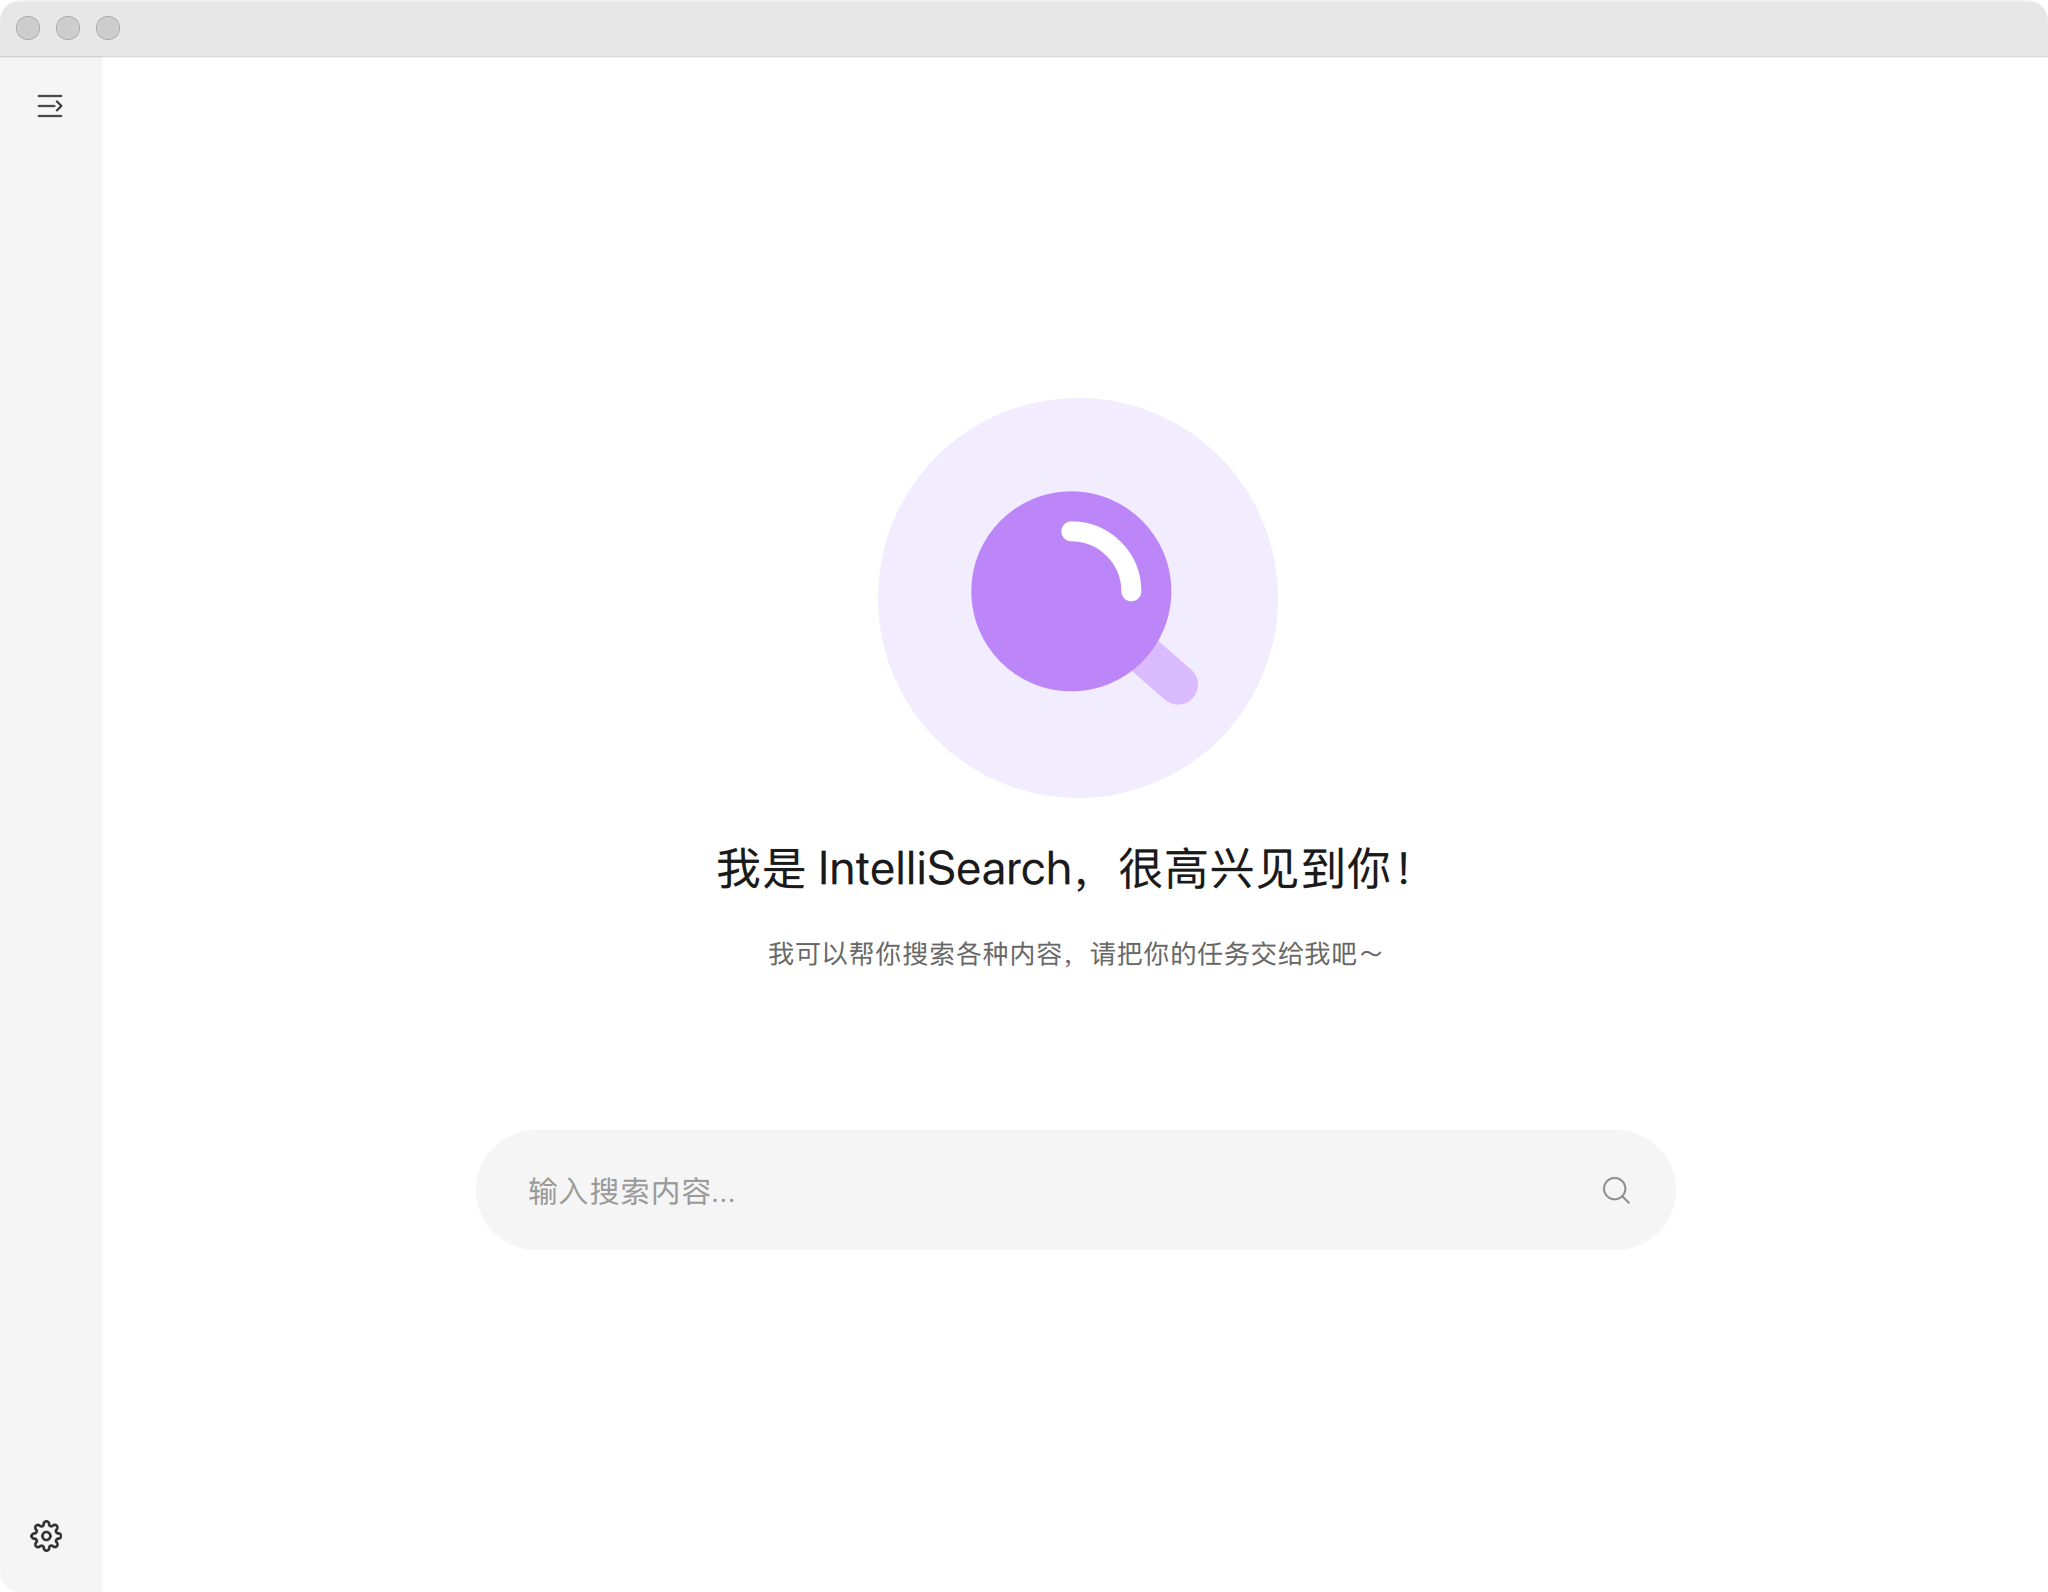 我是 IntelliSearch，很高兴见到你！
我可以帮你搜索各种内容，请把你的任务交给我吧～
输入搜索内容...